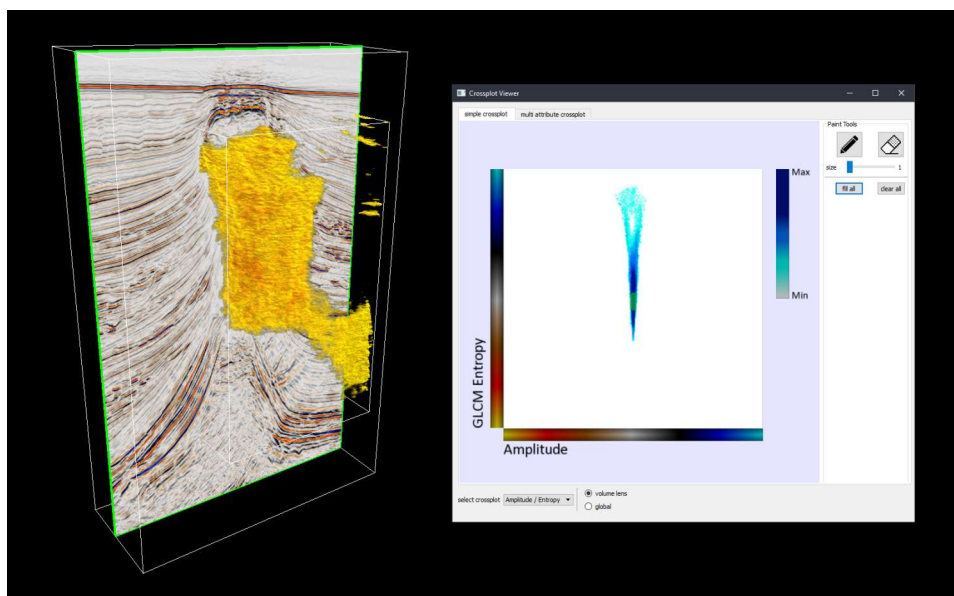 Crossplot Viewer
simple crossplot
multi attribute crossplot
Paint Tools
size
1
fill all
clear all
Max
Min
GLCM Entropy
Amplitude
select crossplot
Amplitude / Entropy
volume lens
global